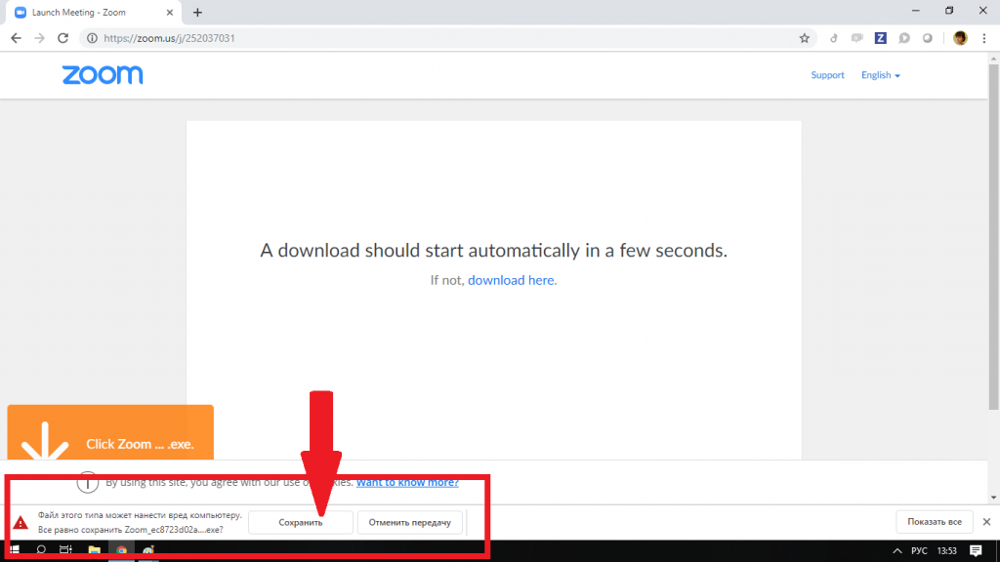 Launch Meeting - Zoom
https://zoom.us/j/252037031
Z
zoom
Support
English
A download should start automatically in a few seconds.
If not, download here.
Click Zoom ... .exe.
By using this site, you agree with our use of cookies. Want to know more?
Файл этого типа может нанести вред компьютеру.
Все равно сохранить Zoom_ec8723d02a....exe?
Сохранить
Отменить передачу
Показать все
РУС
13:53